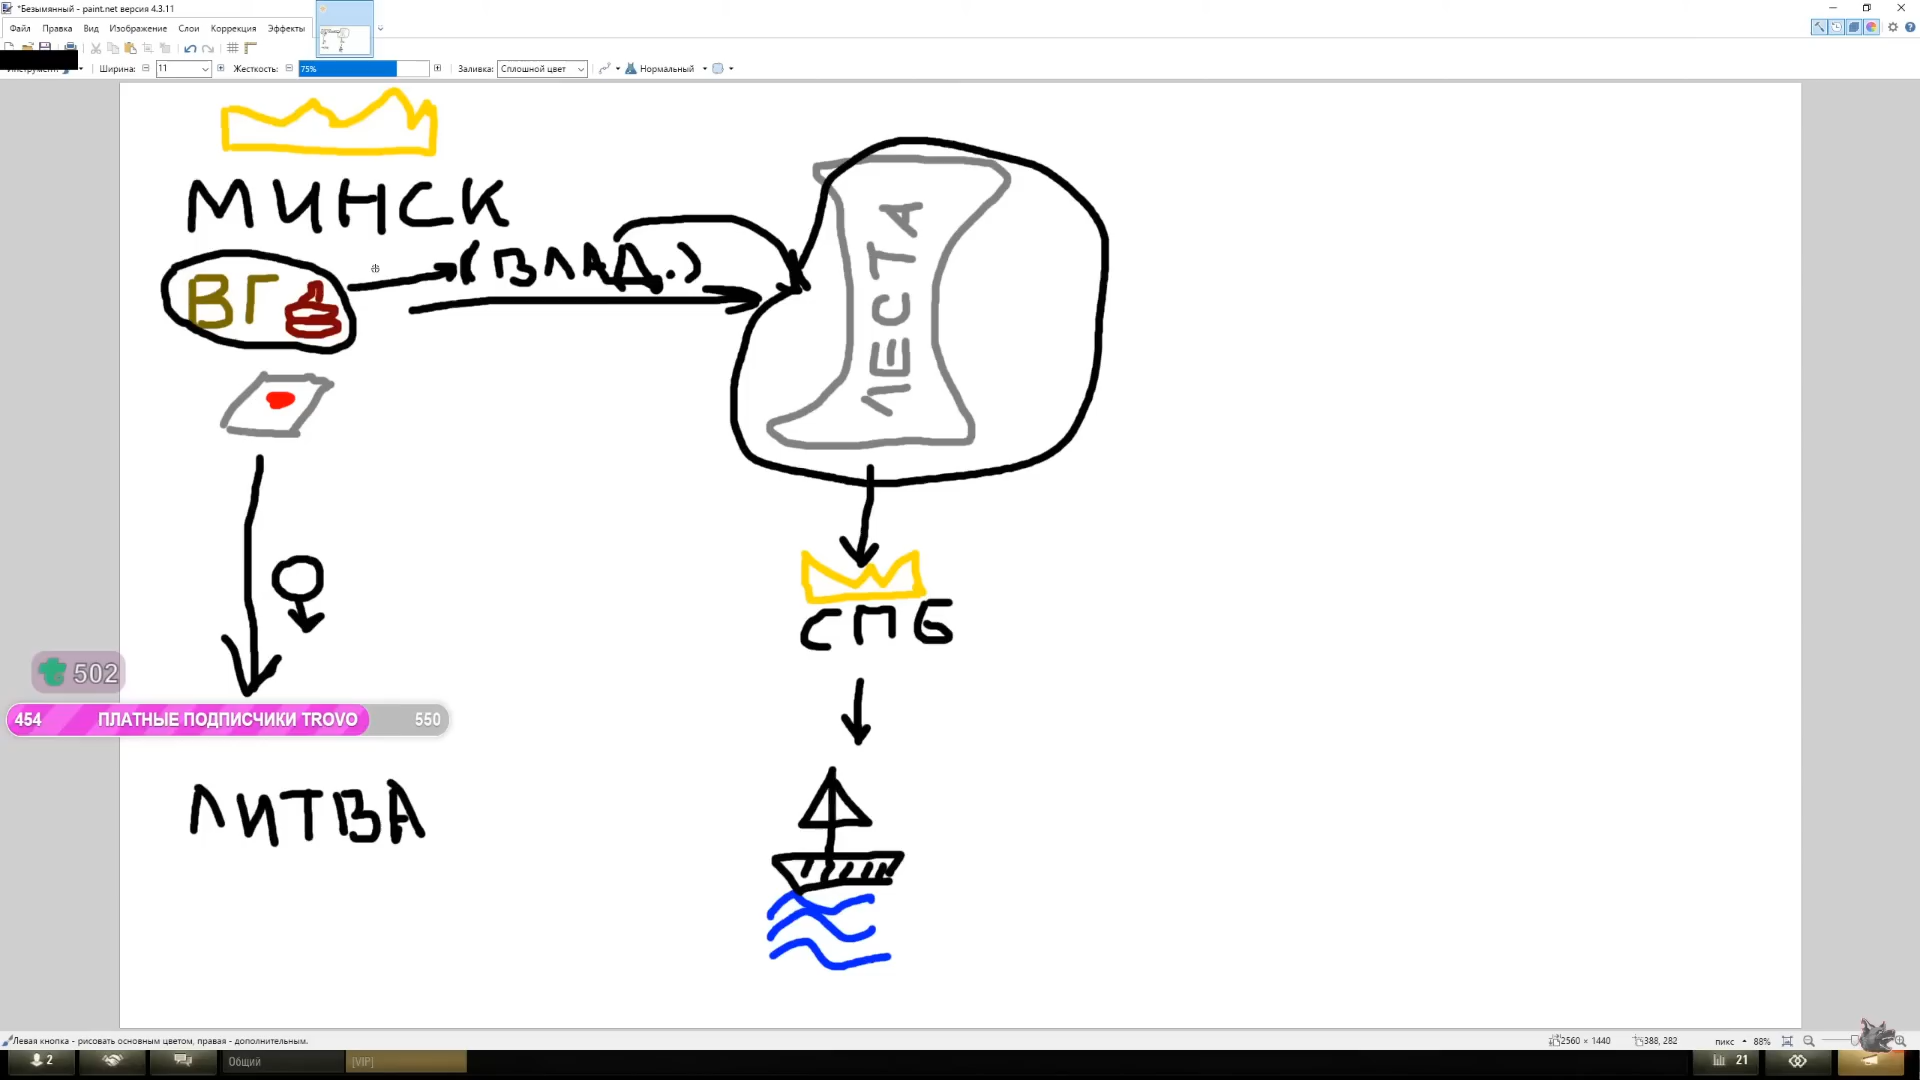 *Безымянный - paint.net версия 4.3.11
Файл Правка Вид Изображение Слои Коррекция Эффекты
Ширина: 11 Жесткость: 75% Заливка: Сплошной цвет Нормальный
МИНСК
ВГ
(ВЛАД.)
ЛЕСТА
СПБ
502
454 ПЛАТНЫЕ ПОДПИСЧИКИ TROVO 550
ЛИТВА
Левая кнопка - рисовать основным цветом, правая - дополнительным.
2560 × 1440 388, 282 пикс 88%
2 Общий [VIP] 21